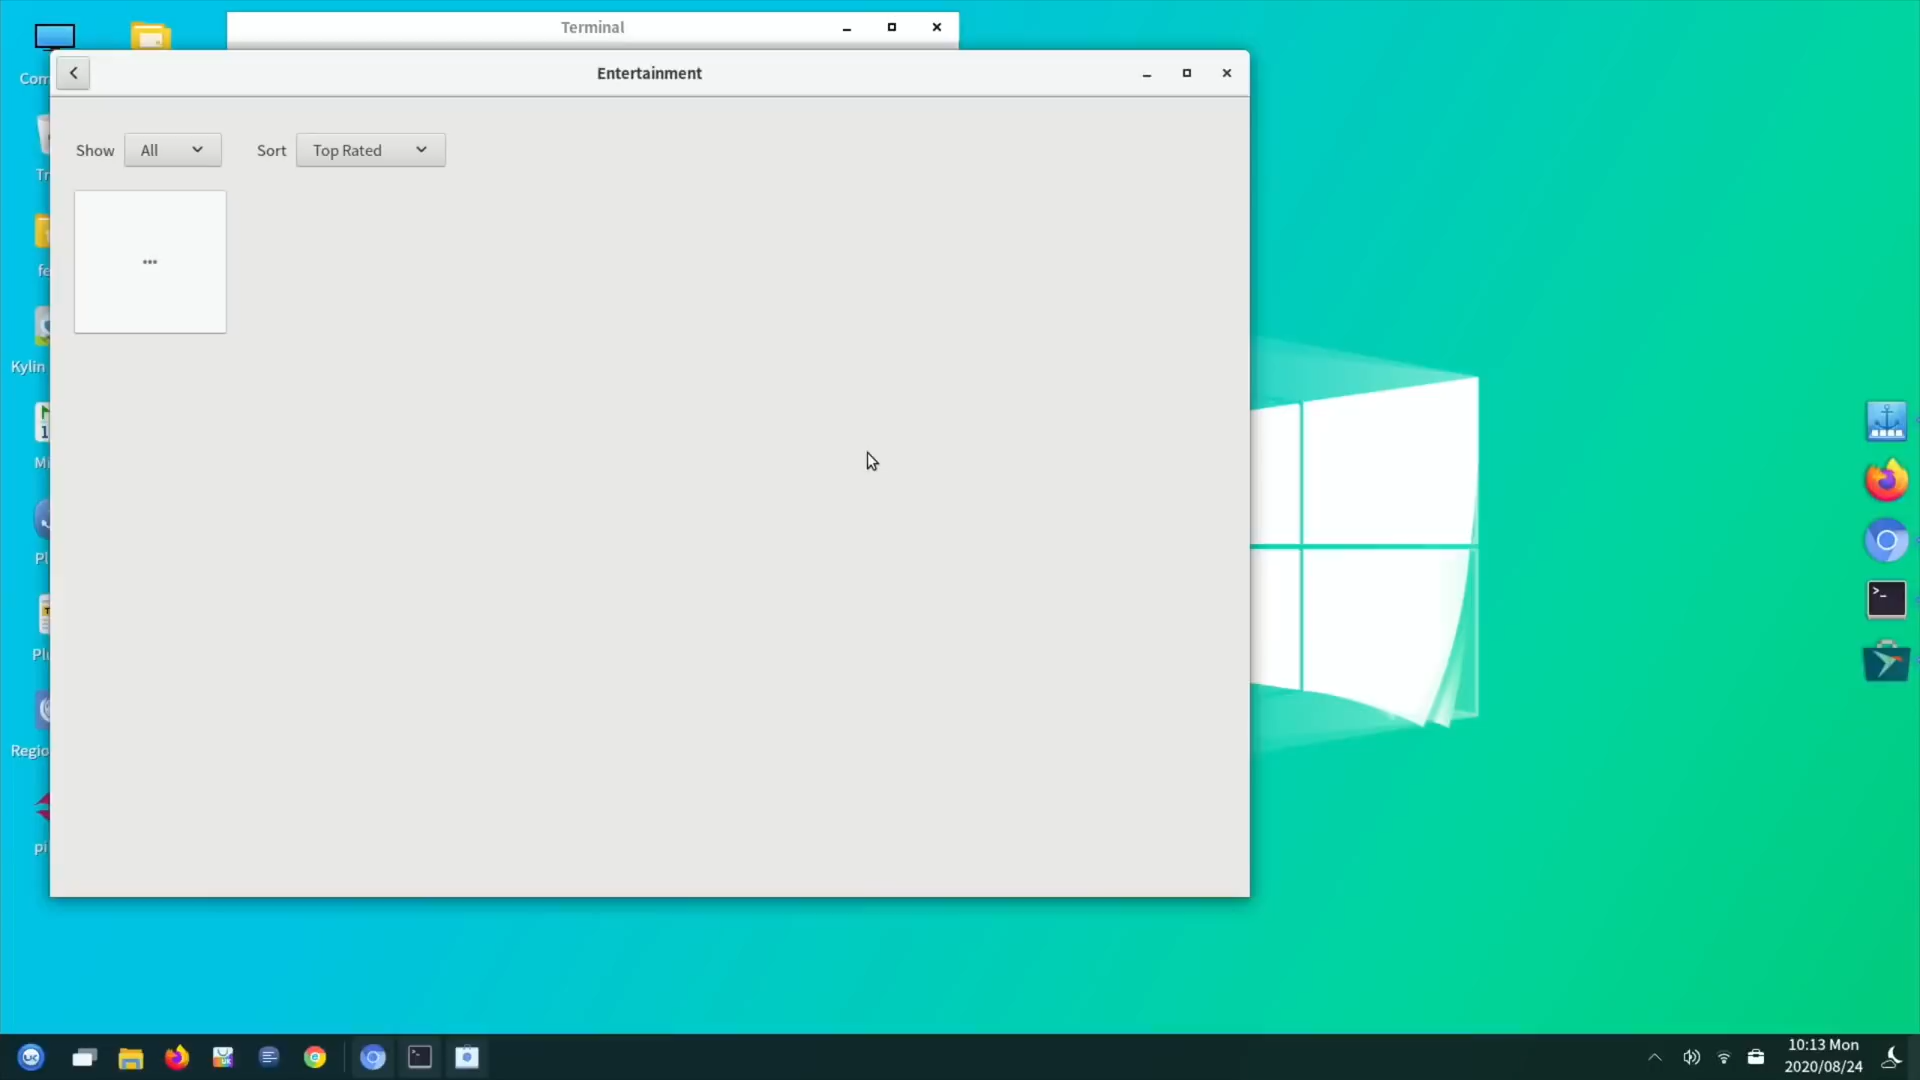 Terminal
Entertainment
Show All Sort Top Rated
...
Kylin
10:13 Mon
2020/08/24